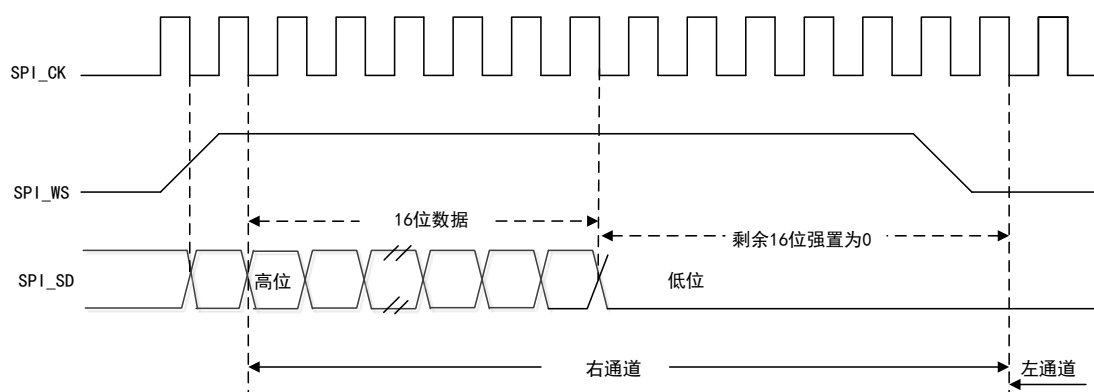 SPI_CK
SPI_WS
16位数据
剩余16位强置为0
SPI_SD
高位
低位
右通道
左通道